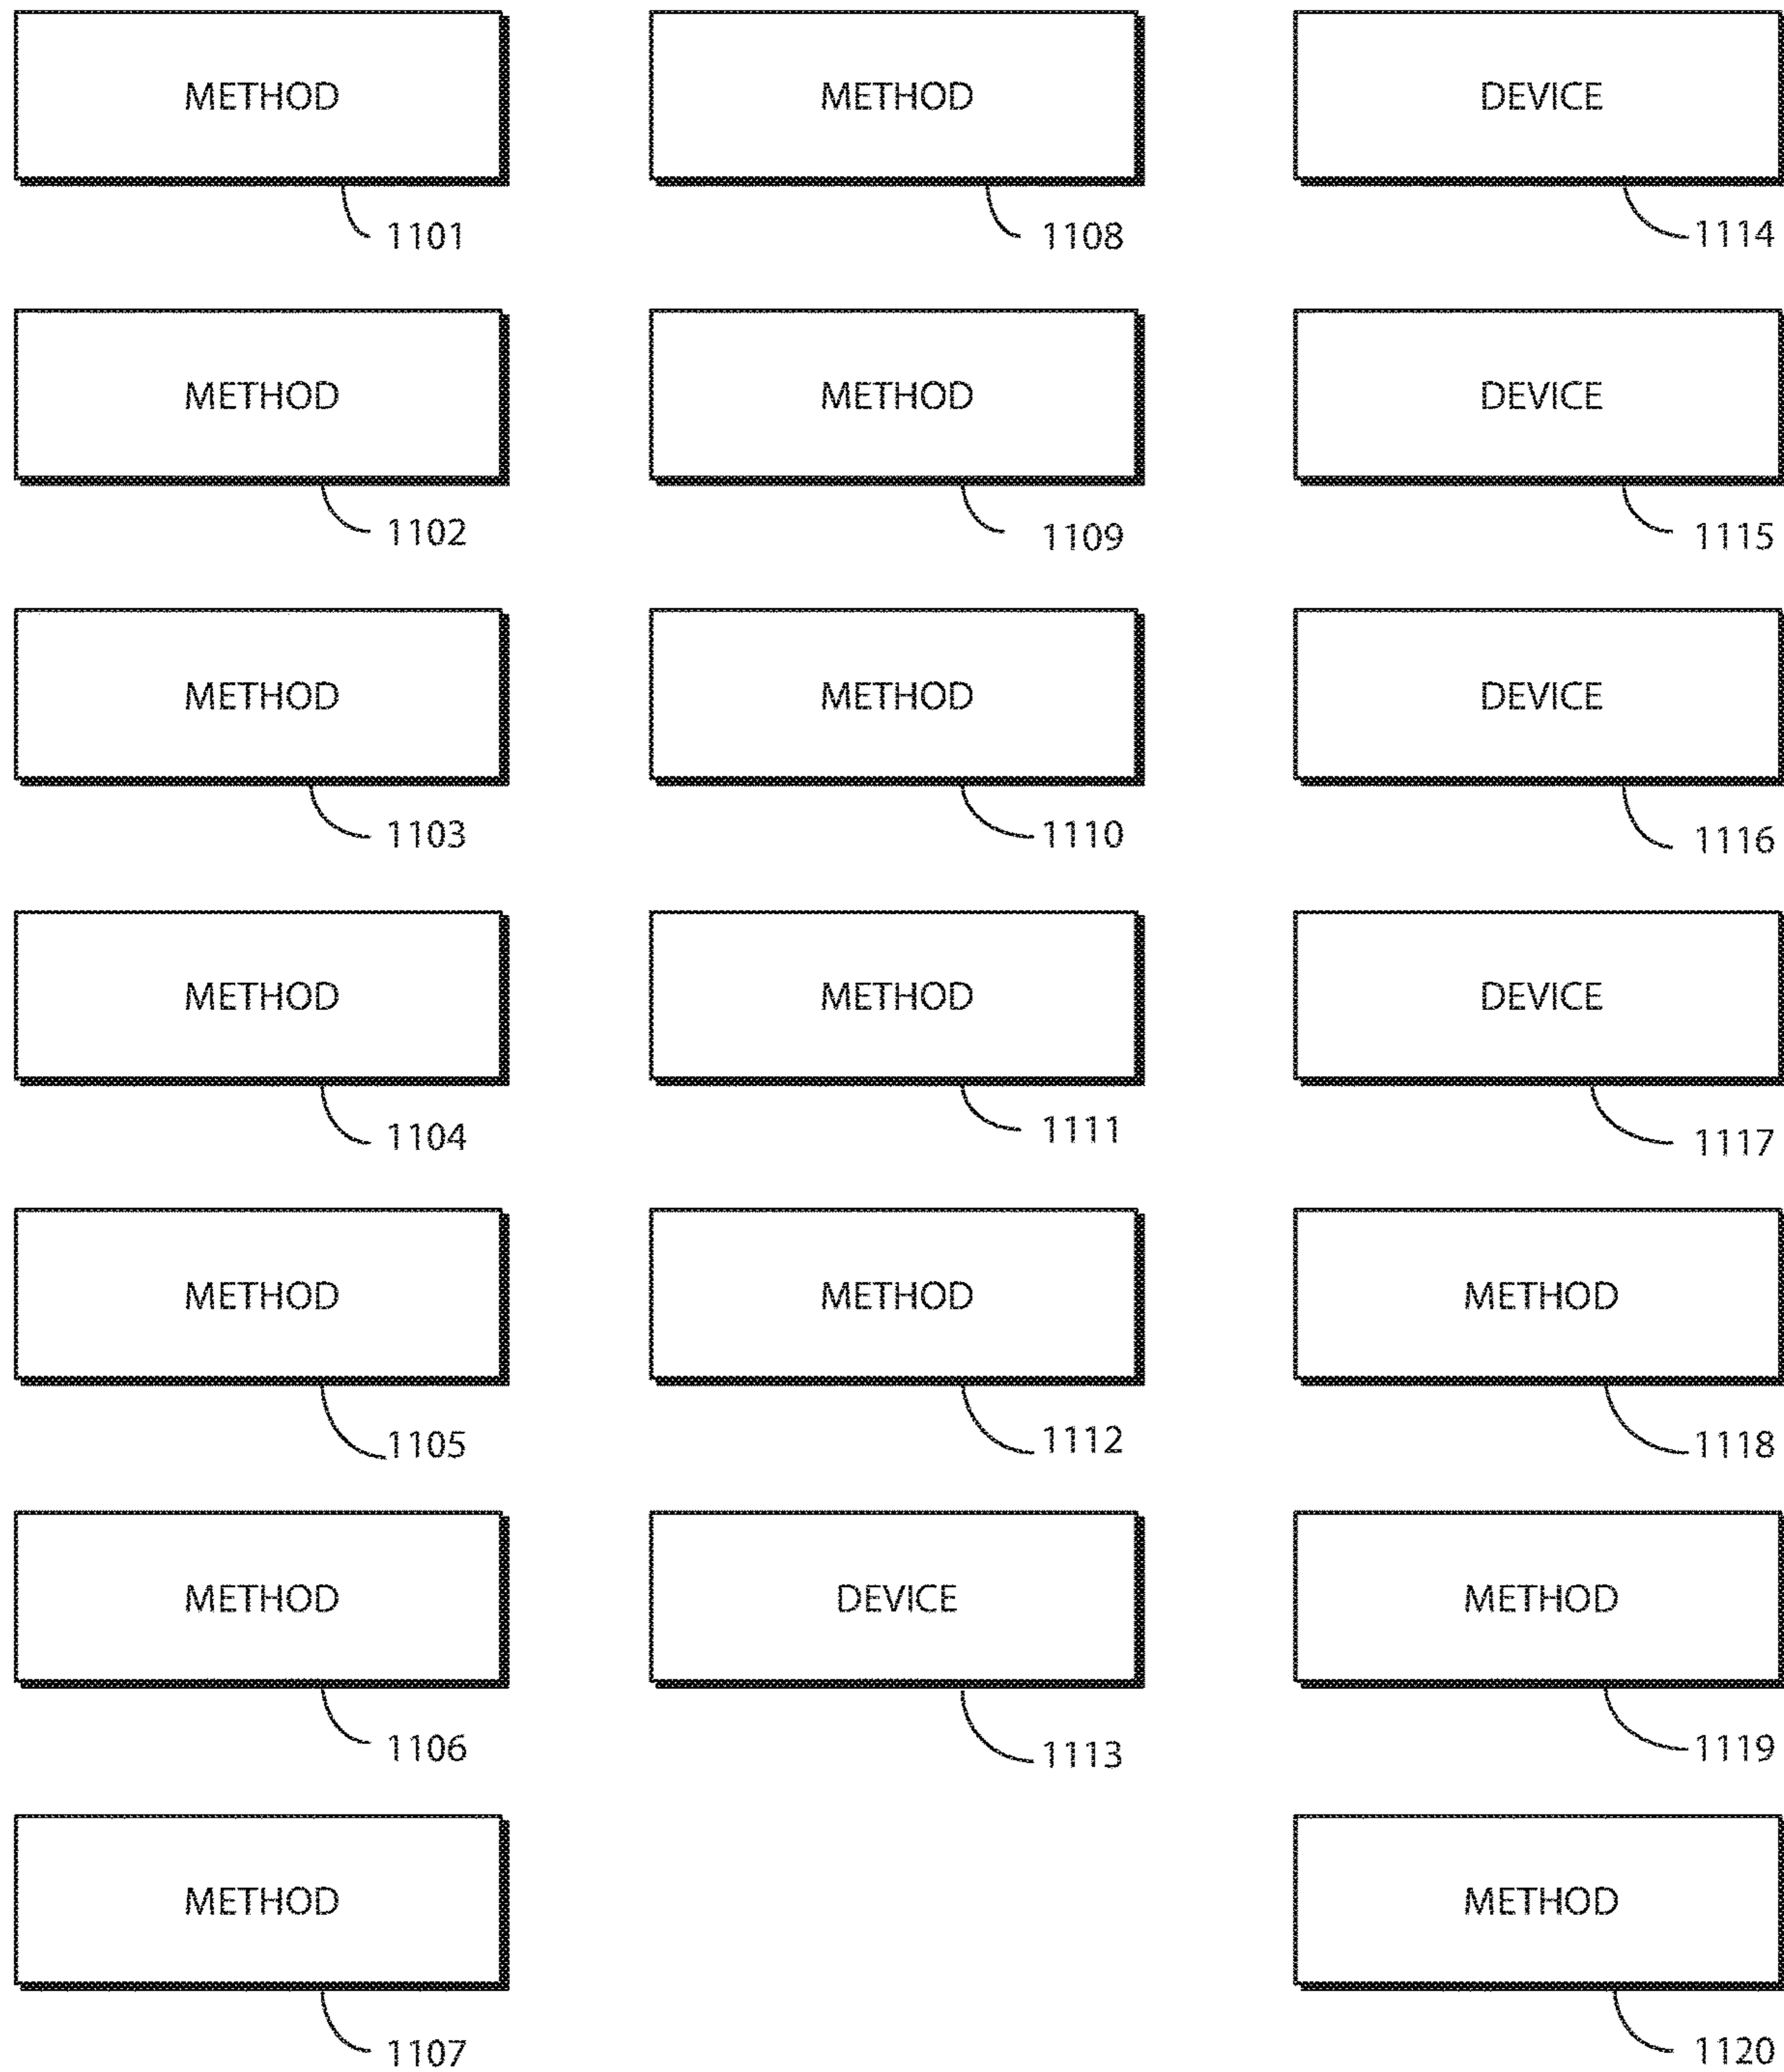 METHOD
1101
METHOD
1102
METHOD
1103
METHOD
1104
METHOD
1105
METHOD
1106
METHOD
1107
METHOD
1108
METHOD
1109
METHOD
1110
METHOD
1111
METHOD
1112
DEVICE
1113
DEVICE
1114
DEVICE
1115
DEVICE
1116
DEVICE
1117
METHOD
1118
METHOD
1119
METHOD
1120